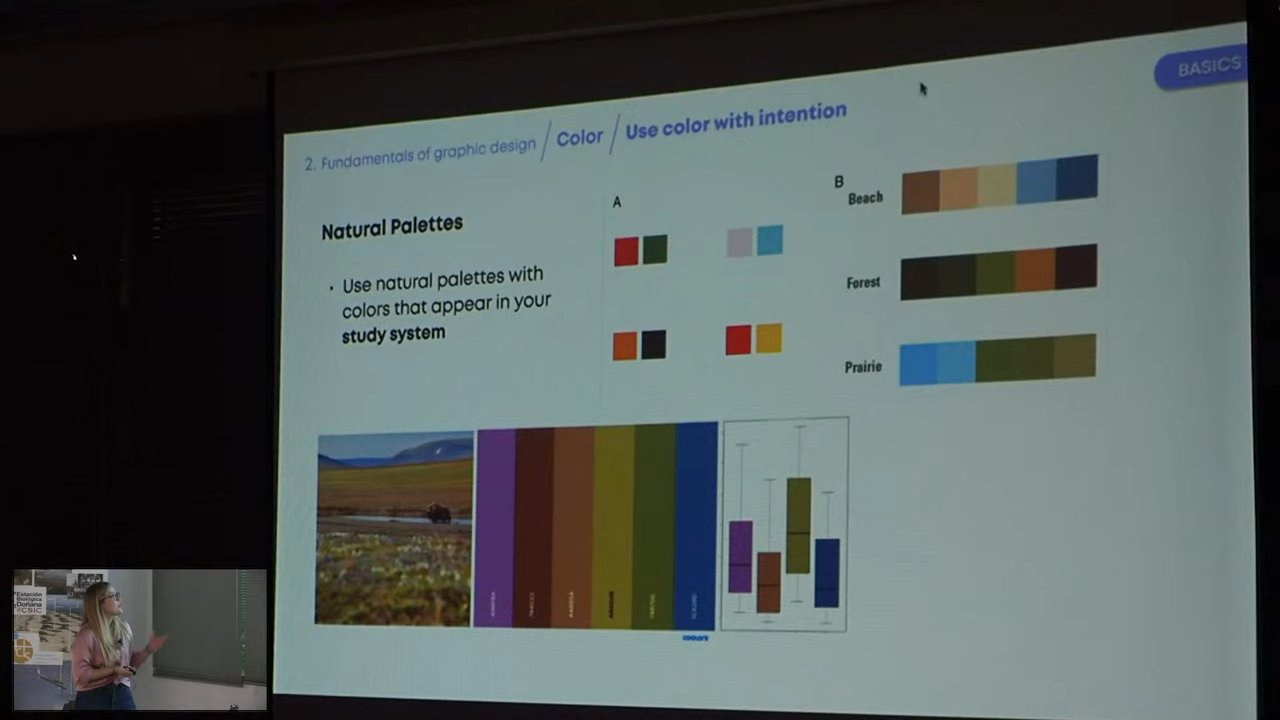 BASICS
2. Fundamentals of graphic design / Color / Use color with intention
Natural Palettes
• Use natural palettes with
colors that appear in your
study system
A
B
Beach
Forest
Prairie
coolors
Estación
Biológica
Doñana
CSIC